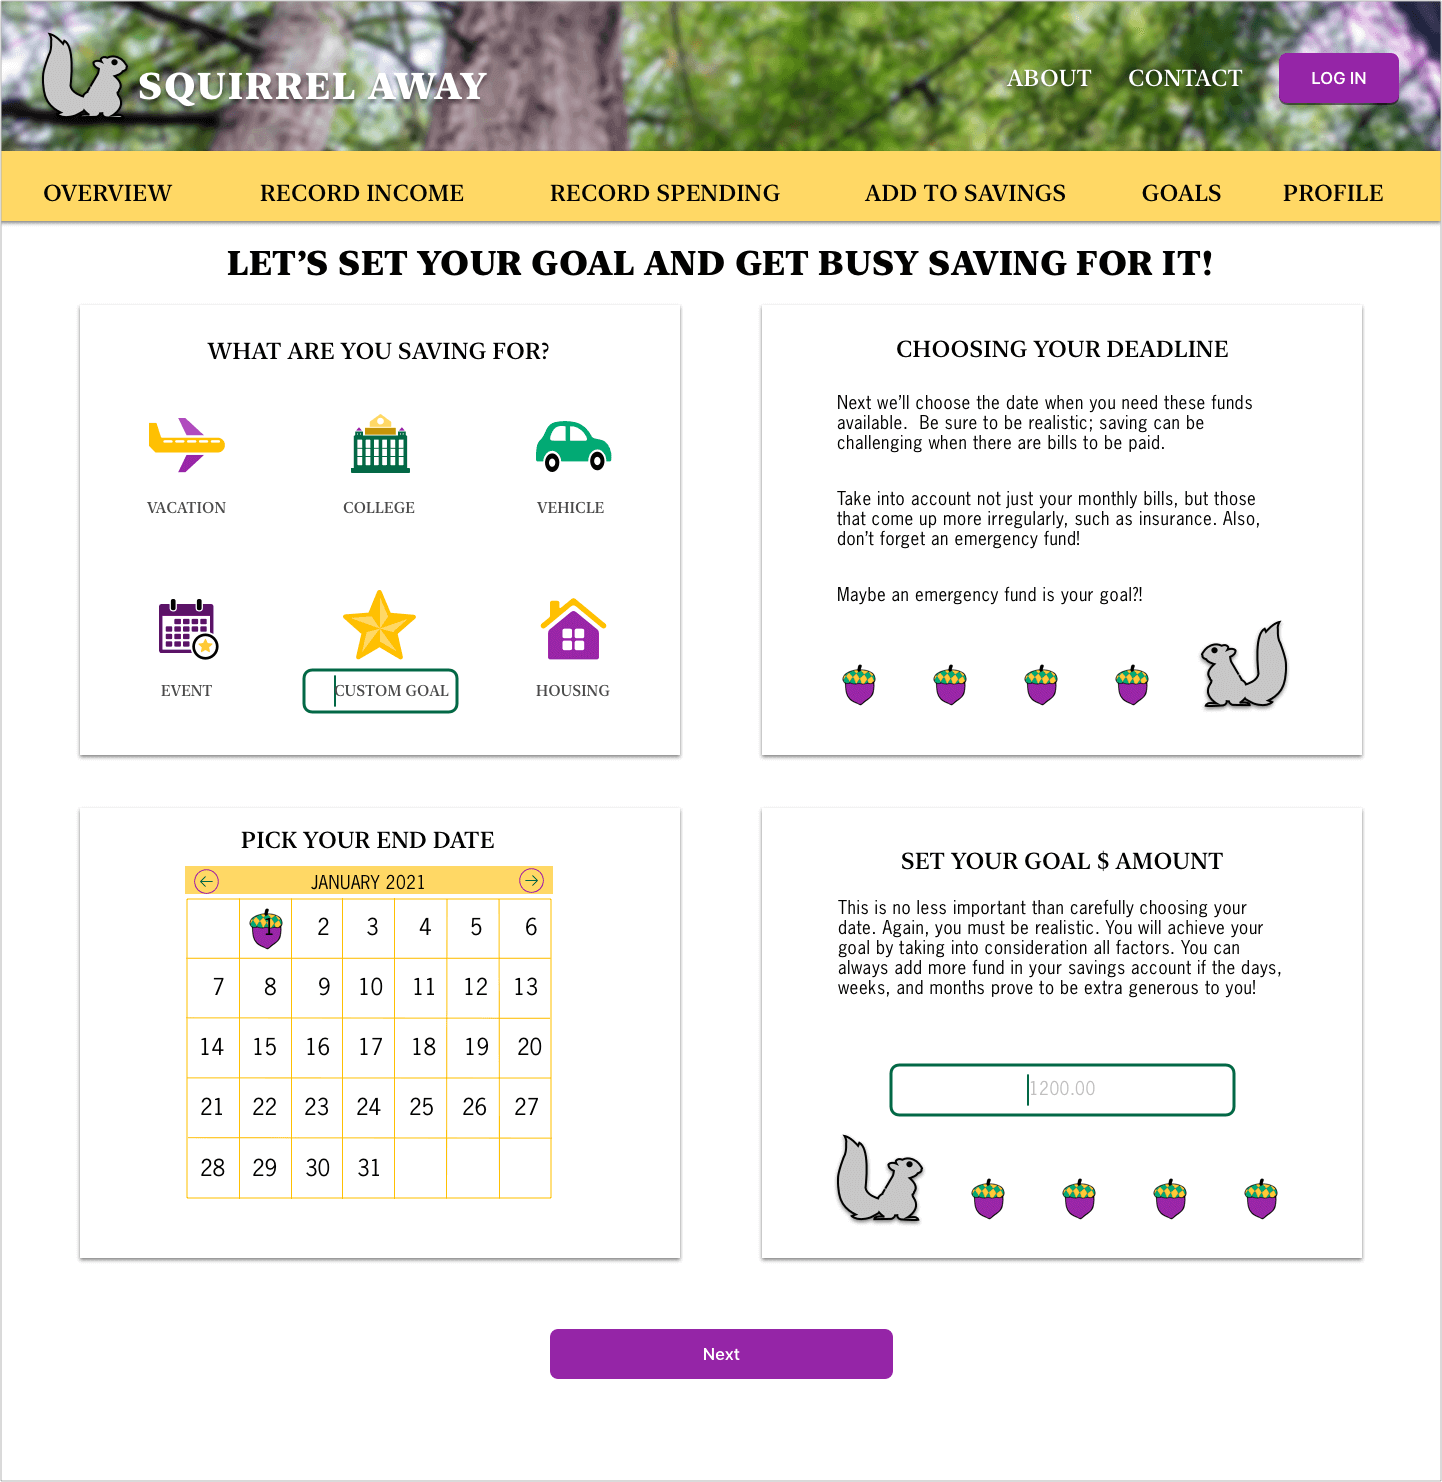 SQUIRREL AWAY
ABOUT CONTACT LOG IN
OVERVIEW RECORD INCOME RECORD SPENDING ADD TO SAVINGS GOALS PROFILE
LET’S SET YOUR GOAL AND GET BUSY SAVING FOR IT!
WHAT ARE YOU SAVING FOR?
VACATION COLLEGE VEHICLE
EVENT CUSTOM GOAL HOUSING
CHOOSING YOUR DEADLINE
Next we’ll choose the date when you need these funds
available. Be sure to be realistic; saving can be
challenging when there are bills to be paid.
Take into account not just your monthly bills, but those
that come up more irregularly, such as insurance. Also,
don’t forget an emergency fund!
Maybe an emergency fund is your goal?!
PICK YOUR END DATE
JANUARY 2021
1 2 3 4 5 6
7 8 9 10 11 12 13
14 15 16 17 18 19 20
21 22 23 24 25 26 27
28 29 30 31
SET YOUR GOAL $ AMOUNT
This is no less important than carefully choosing your
date. Again, you must be realistic. You will achieve your
goal by taking into consideration all factors. You can
always add more fund in your savings account if the days,
weeks, and months prove to be extra generous to you!
1200.00
Next